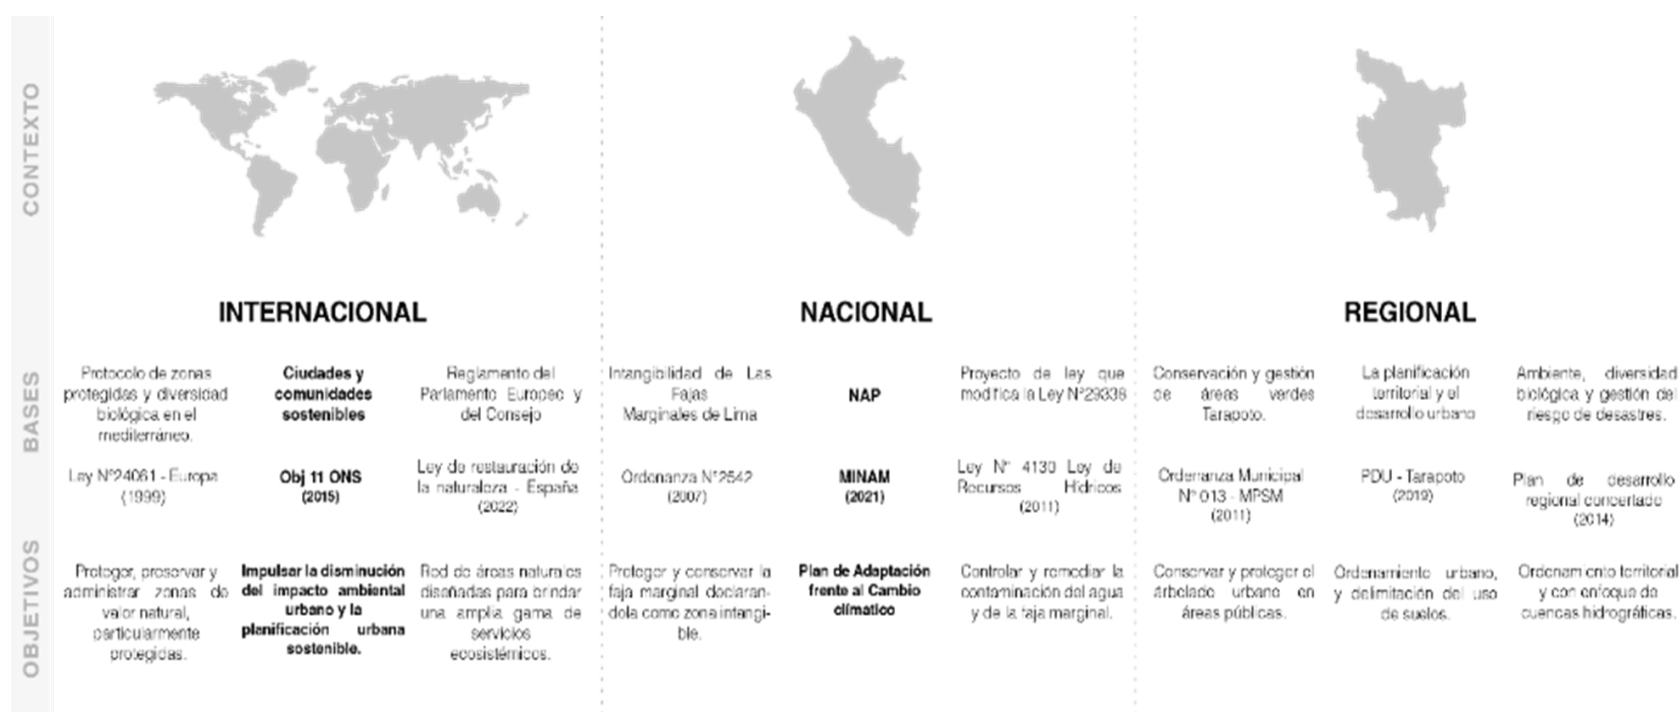 CONTEXTO
INTERNACIONAL
NACIONAL
REGIONAL
BASES
Protocolo de zonas
protegidas y diversidad
biológica en el
mediterráneo.
Ciudades y
comunidades
sostenibles
Reglamento del
Parlamento Europeo y
del Consejo
Intangibilidad de Las
Fajas
Marginales de Lima
NAP
Proyecto de ley que
modifica la Ley N°29338
Conservación y gestión
de áreas verdes
Tarapoto.
La planificación
territorial y el
desarrollo urbano
Ambiente, diversidad
biológica y gestión del
riesgo de desastres.
Ley N°24061 - Europa
(1999)
Obj 11 ONS
(2015)
Ley de restauración de
la naturaleza - España
(2022)
Ordenanza N°2542
(2007)
MINAM
(2021)
Ley N° 4130 Ley de
Recursos Hídricos
(2011)
Ordenanza Municipal
N° 013 - MPSM
(2011)
PDU - Tarapoto
(2019)
Plan de desarrollo
regional concertado
(2014)
OBJETIVOS
Proteger, preservar y
administrar zonas de
valor natural,
particularmente
protegidas.
Impulsar la disminución
del impacto ambiental
urbano y la
planificación urbana
sostenible.
Red de áreas naturales
diseñadas para brindar
una amplia gama de
servicios
ecosistémicos.
Proteger y conservar la
faja marginal declaran-
dola como zona intangi-
ble.
Plan de Adaptación
frente al Cambio
climatico
Controlar y remediar la
contaminación del agua
y de la faja marginal.
Conservar y proteger el
árbolado urbano en
áreas públicas.
Ordenamiento urbano,
y delimitación del uso
de suelos.
Ordenamiento territorial
y con enfoque de
cuencas hidrográficas.